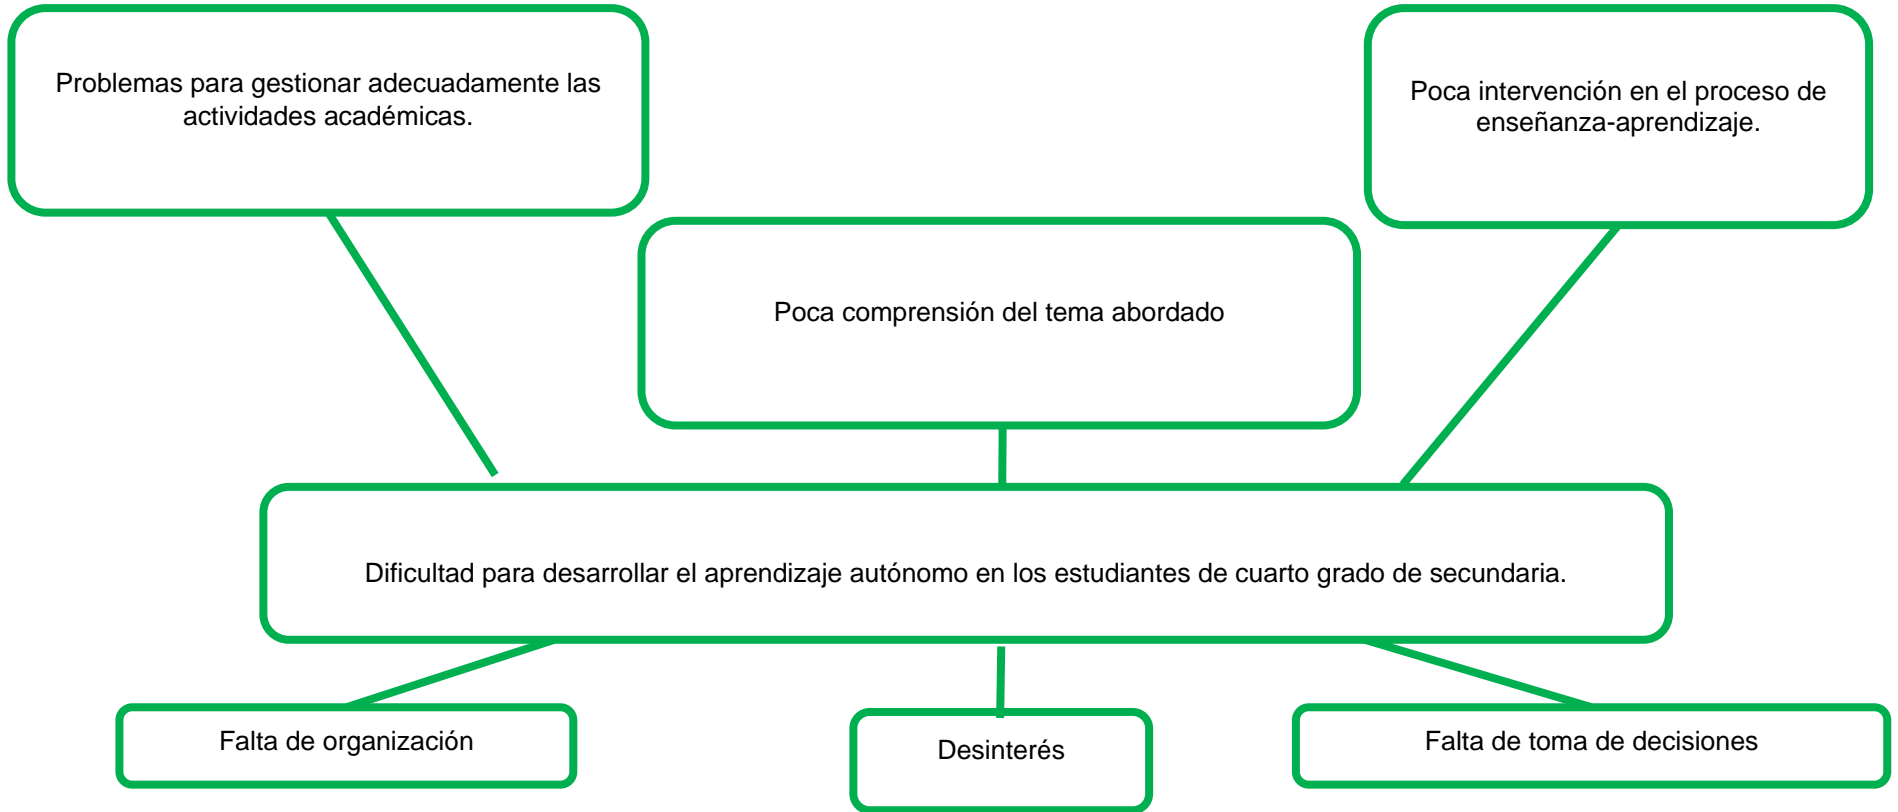 Problemas para gestionar adecuadamente las
actividades académicas.
Poca intervención en el proceso de
enseñanza-aprendizaje.
Poca comprensión del tema abordado
Dificultad para desarrollar el aprendizaje autónomo en los estudiantes de cuarto grado de secundaria.
Falta de organización
Desinterés
Falta de toma de decisiones